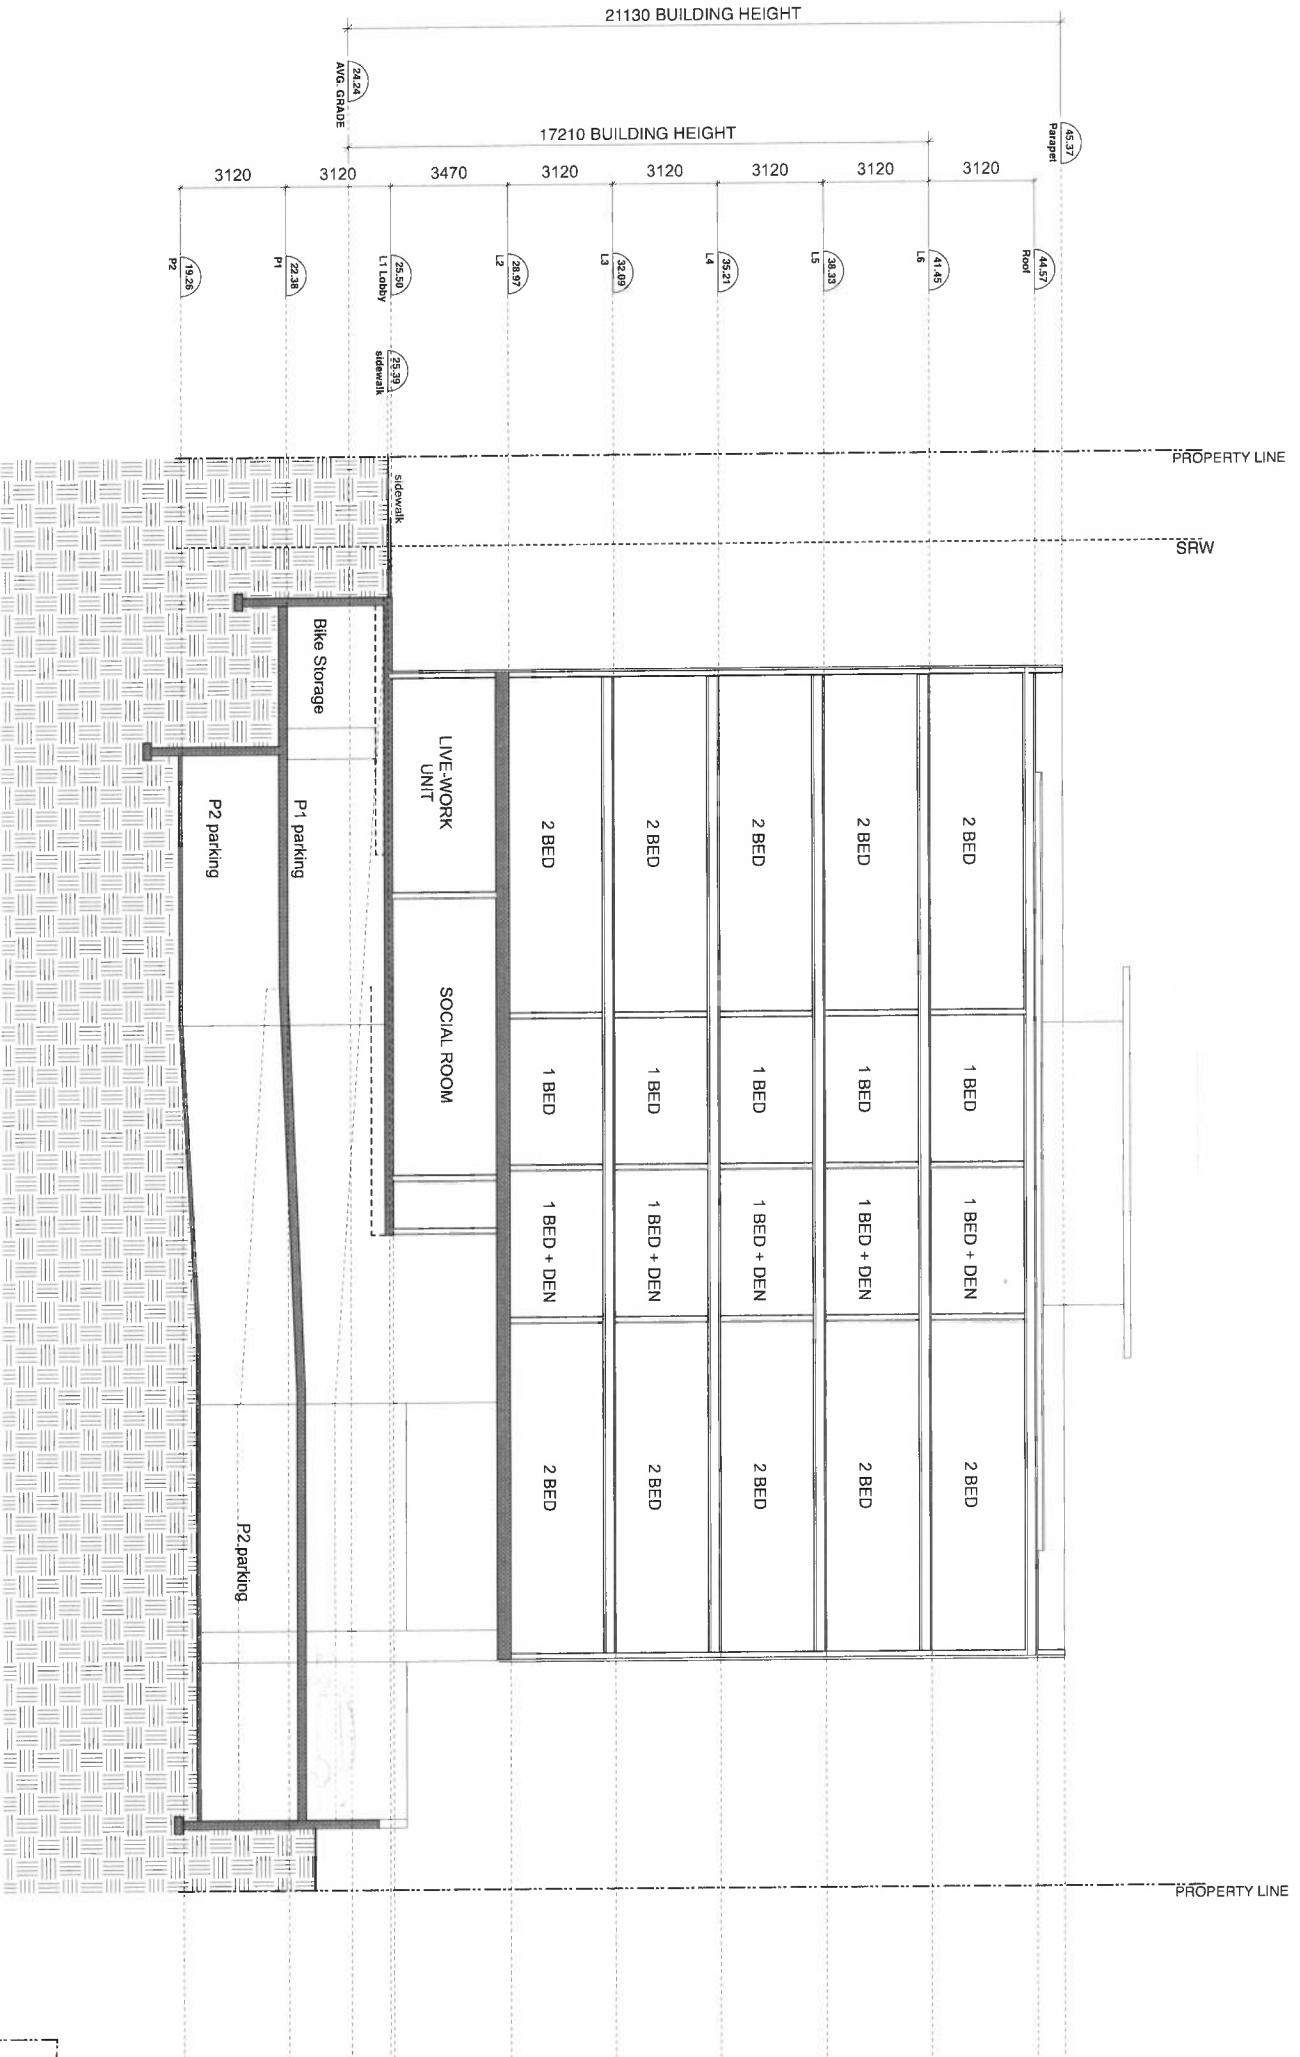 21130 BUILDING HEIGHT
24.24
AVG. GRADE
45.37
Parapet
17210 BUILDING HEIGHT
3120
3120
3470
3120
3120
3120
3120
3120
19.26
P2
22.38
P1
25.50
L1 Lobby
28.97
L2
32.09
L3
35.21
L4
38.33
L5
41.45
L6
44.57
Roof
25.39
sidewalk
PROPERTY LINE
sidewalk
SRW
Bike Storage
LIVE-WORK
UNIT
P2 parking
P1 parking
2 BED
2 BED
2 BED
2 BED
2 BED
SOCIAL ROOM
1 BED
1 BED
1 BED
1 BED
1 BED
1 BED + DEN
1 BED + DEN
1 BED + DEN
1 BED + DEN
1 BED + DEN
2 BED
2 BED
2 BED
2 BED
2 BED
P2.parking
PROPERTY LINE